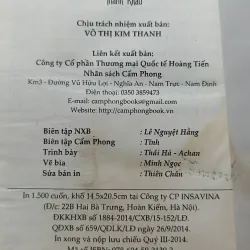 Thanh Khảo
Chịu trách nhiệm xuất bản:
VÕ THỊ KIM THANH
Liên kết xuất bản:
Công ty Cổ phần Thương mại Quốc tế Hoàng Tiến
Nhân sách Cẩm Phong
Km3 - Đường Vũ Hữu Lợi - Nghĩa An - Nam Trực - Nam Định
Điện thoại: 0350 3859473
E-mail: camphongbook@gmail.com
Website: http://camphongbook.com
Biên tập NXB : Lê Nguyệt Hằng
Biên tập Cẩm Phong : Tĩnh
Trình bày : Thái Hà - Achan
Vẽ bìa : Minh Ngọc
Sửa bản in : Thiên Chân
In 1.500 cuốn, khổ 14.5x20.5cm tại Công ty CP INSAVINA
(Đ/c: 22B Hai Bà Trưng, Hoàn Kiếm, Hà Nội).
ĐKKHXB số 1884-2014/CXB/15-152/LĐ.
QĐXB số 659/QĐLK/LĐ ngày 26/9/2014.
In xong và nộp lưu chiểu Quý III-2014.